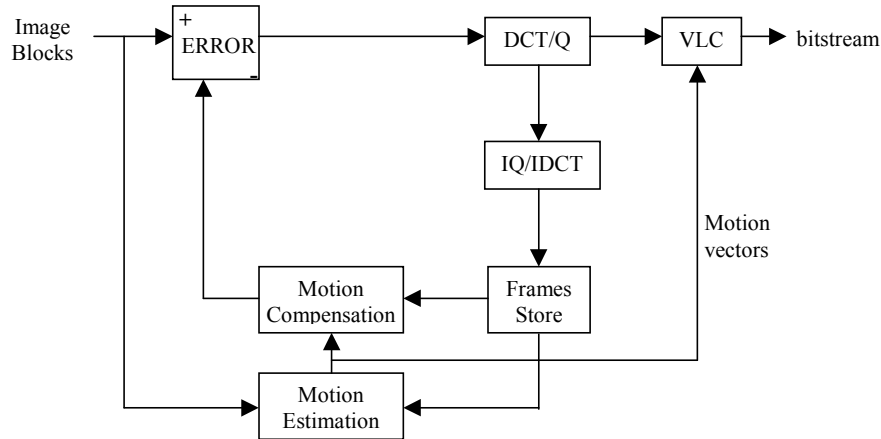 Image
Blocks
+
ERROR
-
DCT/Q
VLC
bitstream
IQ/IDCT
Motion
vectors
Motion
Compensation
Frames
Store
Motion
Estimation